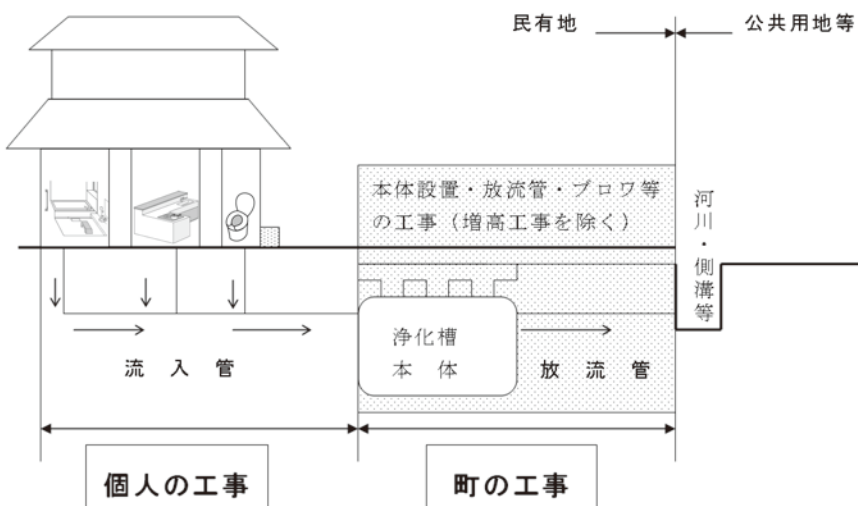 民有地
公共用地等
本体設置・放流管・ブロワ等
の工事（増高工事を除く）
河川・側溝等
浄化槽
本体
流入管
放流管
個人の工事
町の工事